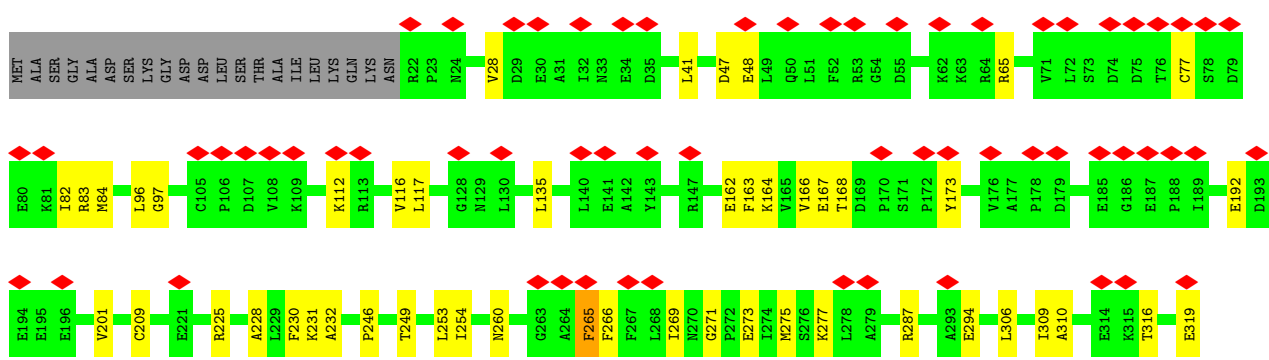 MET ALA SER GLY ALA ASP SER LYS GLY ASP ASP LEU SER THR ALA ILE LEU LYS GLN LYS ASN R22 P23 N24 V28 D29 E30 A31 I32 N33 E34 D35 L41 D47 E48 L49 Q50 L51 F52 R53 G54 D55 K62 K63 R64 R65 V71 L72 S73 D74 D75 T76 C77 S78 D79
E80 K81 I82 R83 M84 L96 G97 C105 P106 D107 V108 K109 K112 R113 V116 L117 G128 N129 L130 L135 L140 E141 A142 Y143 R147 E162 F163 K164 V165 V166 E167 T168 D169 P170 S171 P172 Y173 V176 A177 P178 D179 E185 G186 E187 P188 I189 E192 D193
E194 E195 E196 V201 C209 E221 R225 A228 L229 F230 K231 A232 P246 T249 L253 I254 N260 G263 A264 F265 F266 F267 L268 I269 N270 G271 P272 E273 I274 M275 S276 K277 L278 A279 R287 A293 E294 L306 I309 A310 E314 K315 T316 E319